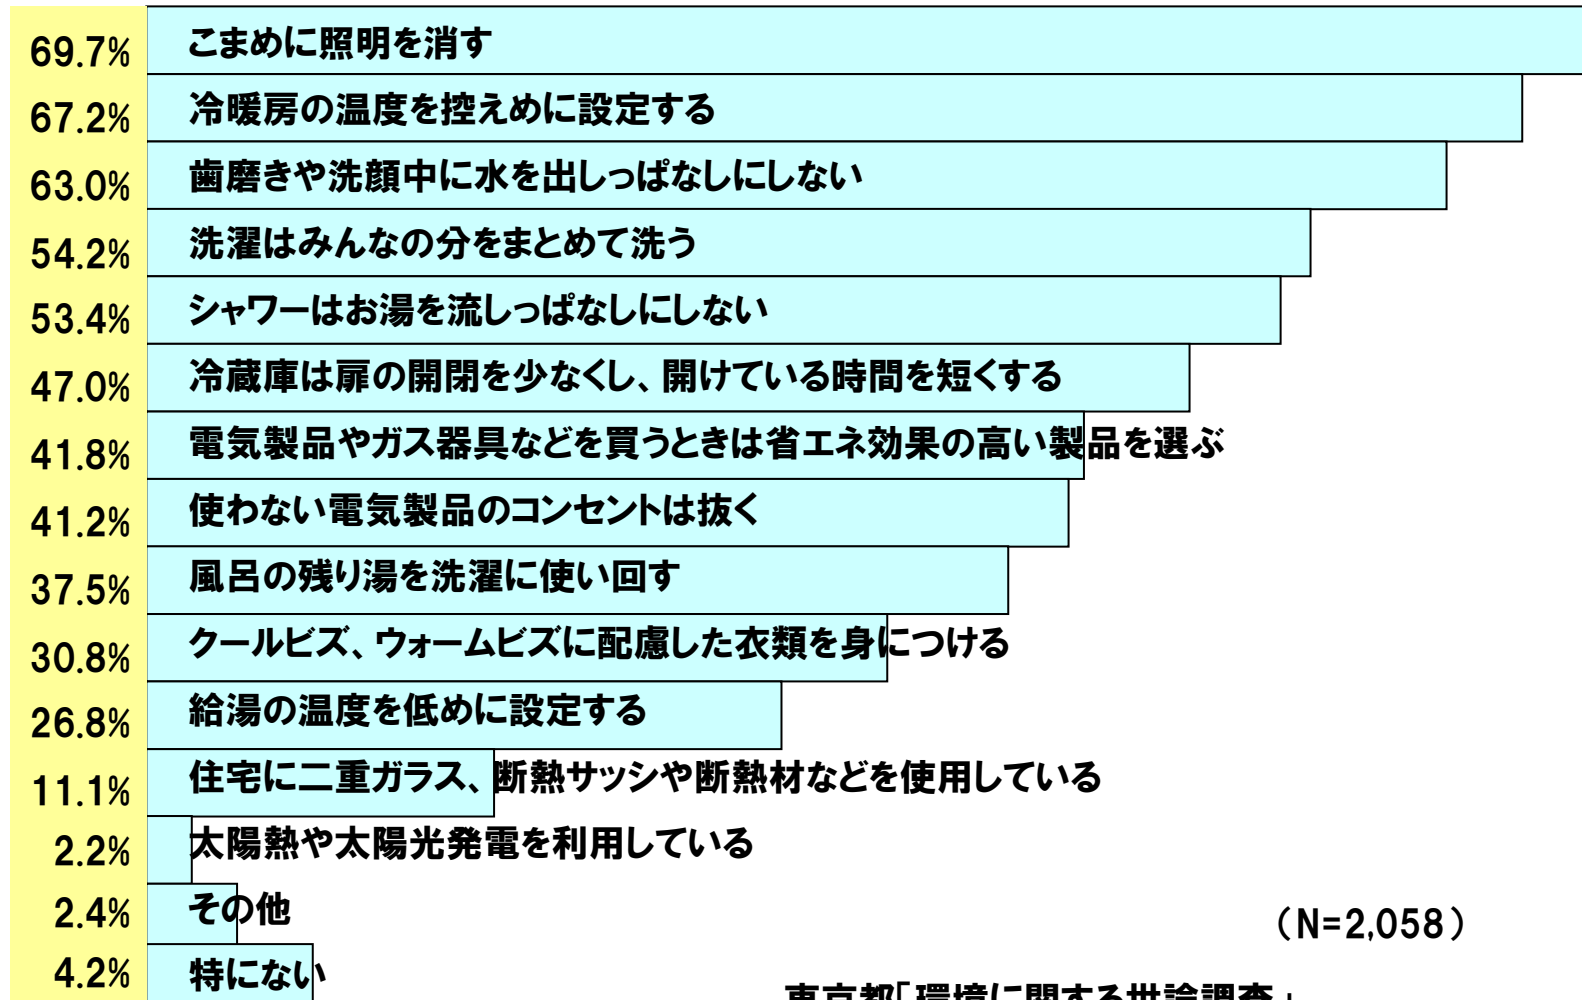 69.7% こまめに照明を消す
67.2% 冷暖房の温度を控えめに設定する
63.0% 歯磨きや洗顔中に水を出しっぱなしにしない
54.2% 洗濯はみんなの分をまとめて洗う
53.4% シャワーはお湯を流しっぱなしにしない
47.0% 冷蔵庫は扉の開閉を少なくし、開けている時間を短くする
41.8% 電気製品やガス器具などを買うときは省エネ効果の高い製品を選ぶ
41.2% 使わない電気製品のコンセントは抜く
37.5% 風呂の残り湯を洗濯に使い回す
30.8% クールビズ、ウォームビズに配慮した衣類を身につける
26.8% 給湯の温度を低めに設定する
11.1% 住宅に二重ガラス、断熱サッシや断熱材などを使用している
2.2% 太陽熱や太陽光発電を利用している
2.4% その他
（N=2,058）
4.2% 特にない
東京都「環境に関する世論調査」